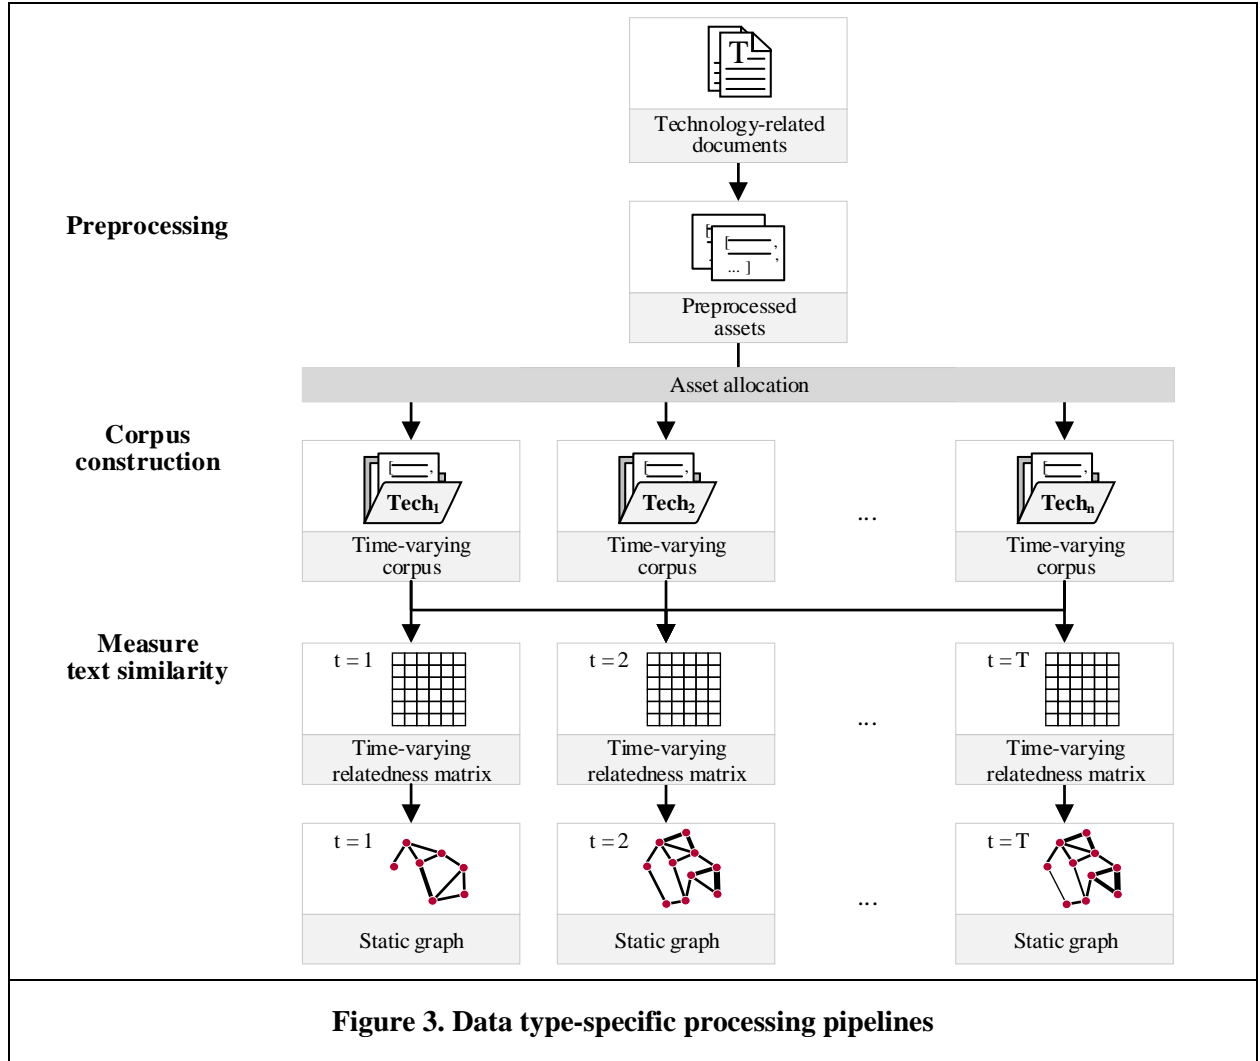 T
Technology-related
documents
Preprocessing
[ ,
... ]
Preprocessed
assets
Asset allocation
Corpus
construction
[ , [ , [ ,
Tech₁ Tech₂ ... Techₙ
Time-varying
corpus
Time-varying
corpus
Time-varying
corpus
Measure
text similarity
t = 1 t = 2 t = T
...
Time-varying
relatedness matrix
Time-varying
relatedness matrix
Time-varying
relatedness matrix
t = 1 t = 2 t = T
...
Static graph Static graph Static graph
Figure 3. Data type-specific processing pipelines